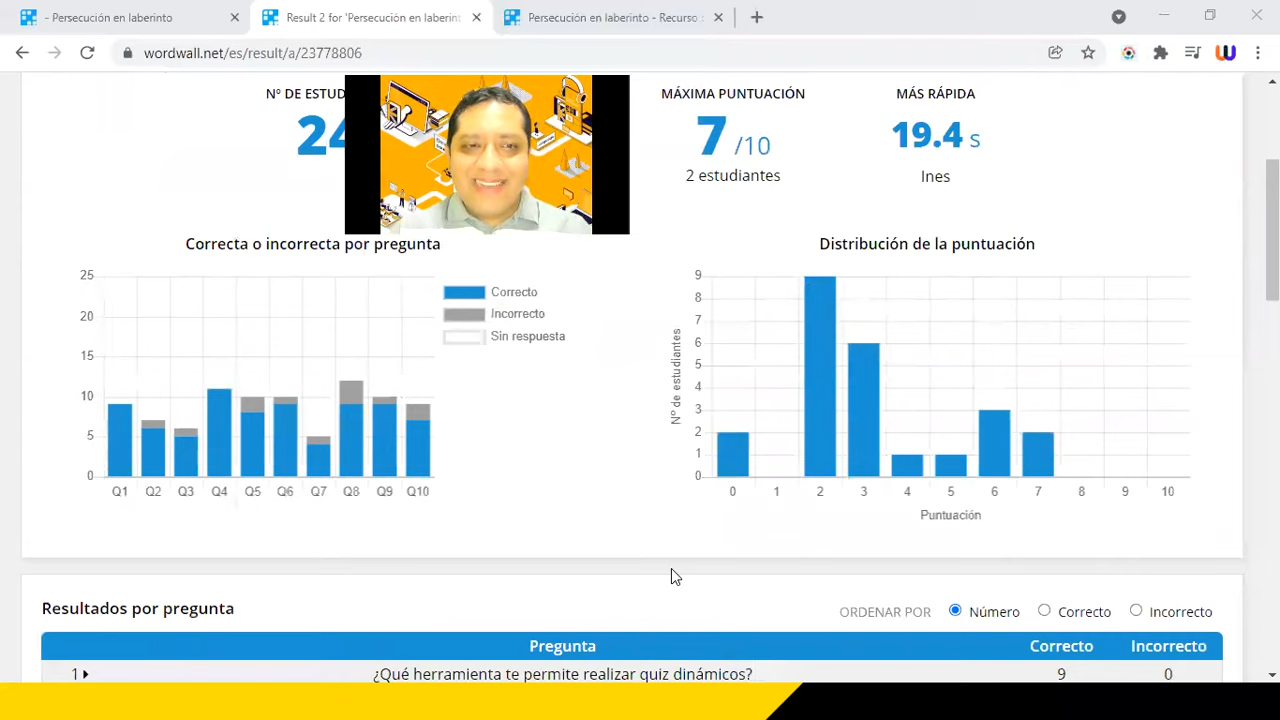 - Persecución en laberinto
Result 2 for 'Persecución en laberint
Persecución en laberinto - Recurso
wordwall.net/es/result/a/23778806
Nº DE ESTUD
24
MÁXIMA PUNTUACIÓN
7 /10
2 estudiantes
MÁS RÁPIDA
19.4 s
Ines
Correcta o incorrecta por pregunta
25
20
15
10
5
0
Q1 Q2 Q3 Q4 Q5 Q6 Q7 Q8 Q9 Q10
Correcto
Incorrecto
Sin respuesta
Distribución de la puntuación
Nº de estudiantes
9
8
7
6
5
4
3
2
1
0
0 1 2 3 4 5 6 7 8 9 10
Puntuación
Resultados por pregunta
ORDENAR POR Número Correcto Incorrecto
Pregunta Correcto Incorrecto
1 ¿Qué herramienta te permite realizar quiz dinámicos? 9 0